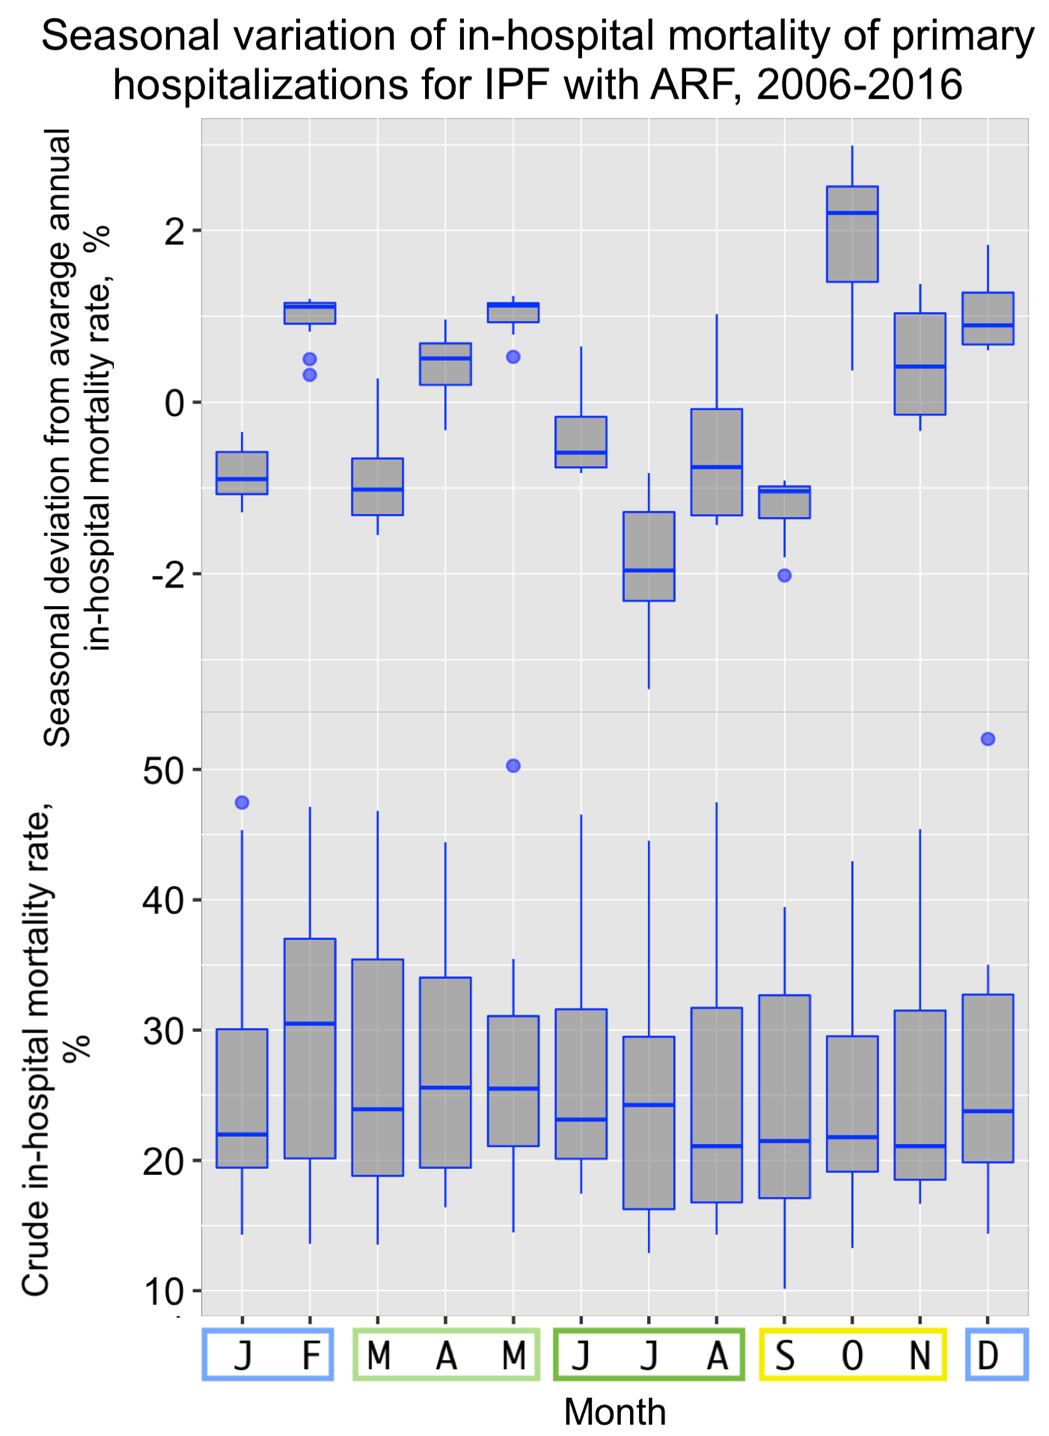 Seasonal variation of in-hospital mortality of primary
hospitalizations for IPF with ARF, 2006-2016
Seasonal deviation from avarage annual
in-hospital mortality rate, %
2
0
-2
Crude in-hospital mortality rate,
%
50
40
30
20
10
J F M A M J J A S O N D
Month